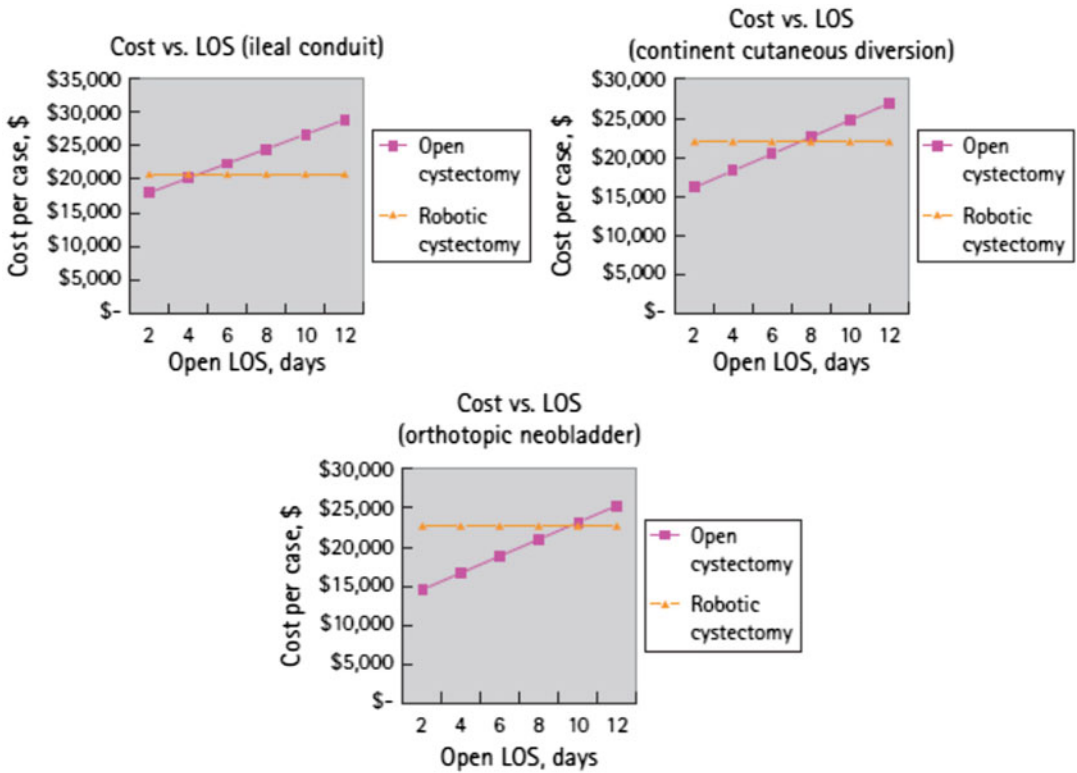 Cost vs. LOS (ileal conduit)
$35,000
$30,000
$25,000
$20,000
$15,000
$10,000
$5,000
$-
Cost per case, $
2 4 6 8 10 12
Open LOS, days
Open
cystectomy
Robotic
cystectomy
Cost vs. LOS
(continent cutaneous diversion)
$30,000
$25,000
$20,000
$15,000
$10,000
$5,000
$-
Cost per case, $
2 4 6 8 10 12
Open LOS, days
Open
cystectomy
Robotic
cystectomy
Cost vs. LOS
(orthotopic neobladder)
$30,000
$25,000
$20,000
$15,000
$10,000
$5,000
$-
Cost per case, $
2 4 6 8 10 12
Open LOS, days
Open
cystectomy
Robotic
cystectomy